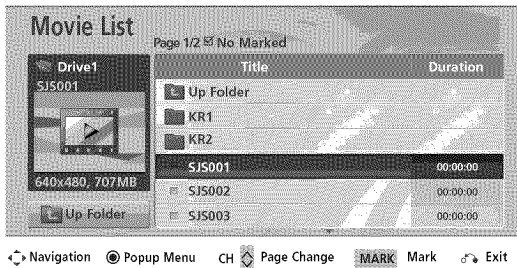 Movie List
Page 1/2 No Marked
Drive1
SJS001
640x480, 707MB
Up Folder
Title Duration
Up Folder
KR1
KR2
SJS001 00:00:00
SJS002 00:00:00
SJS003 00:00:00
Navigation Popup Menu CH Page Change MARK Mark Exit